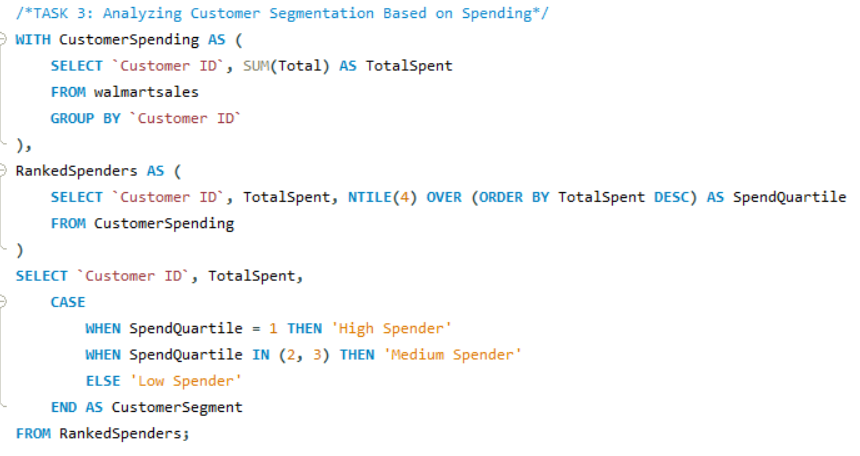 /*TASK 3: Analyzing Customer Segmentation Based on Spending*/
WITH CustomerSpending AS (
    SELECT `Customer ID`, SUM(Total) AS TotalSpent
    FROM walmartsales
    GROUP BY `Customer ID`
),
RankedSpenders AS (
    SELECT `Customer ID`, TotalSpent, NTILE(4) OVER (ORDER BY TotalSpent DESC) AS SpendQuartile
    FROM CustomerSpending
)
SELECT `Customer ID`, TotalSpent,
    CASE
        WHEN SpendQuartile = 1 THEN 'High Spender'
        WHEN SpendQuartile IN (2, 3) THEN 'Medium Spender'
        ELSE 'Low Spender'
    END AS CustomerSegment
FROM RankedSpenders;